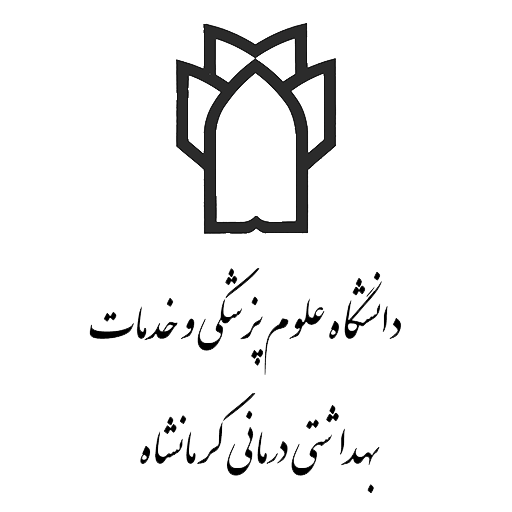 دانشگاه علوم پزشکی و خدمات
بهداشتی درمانی کرمانشاه